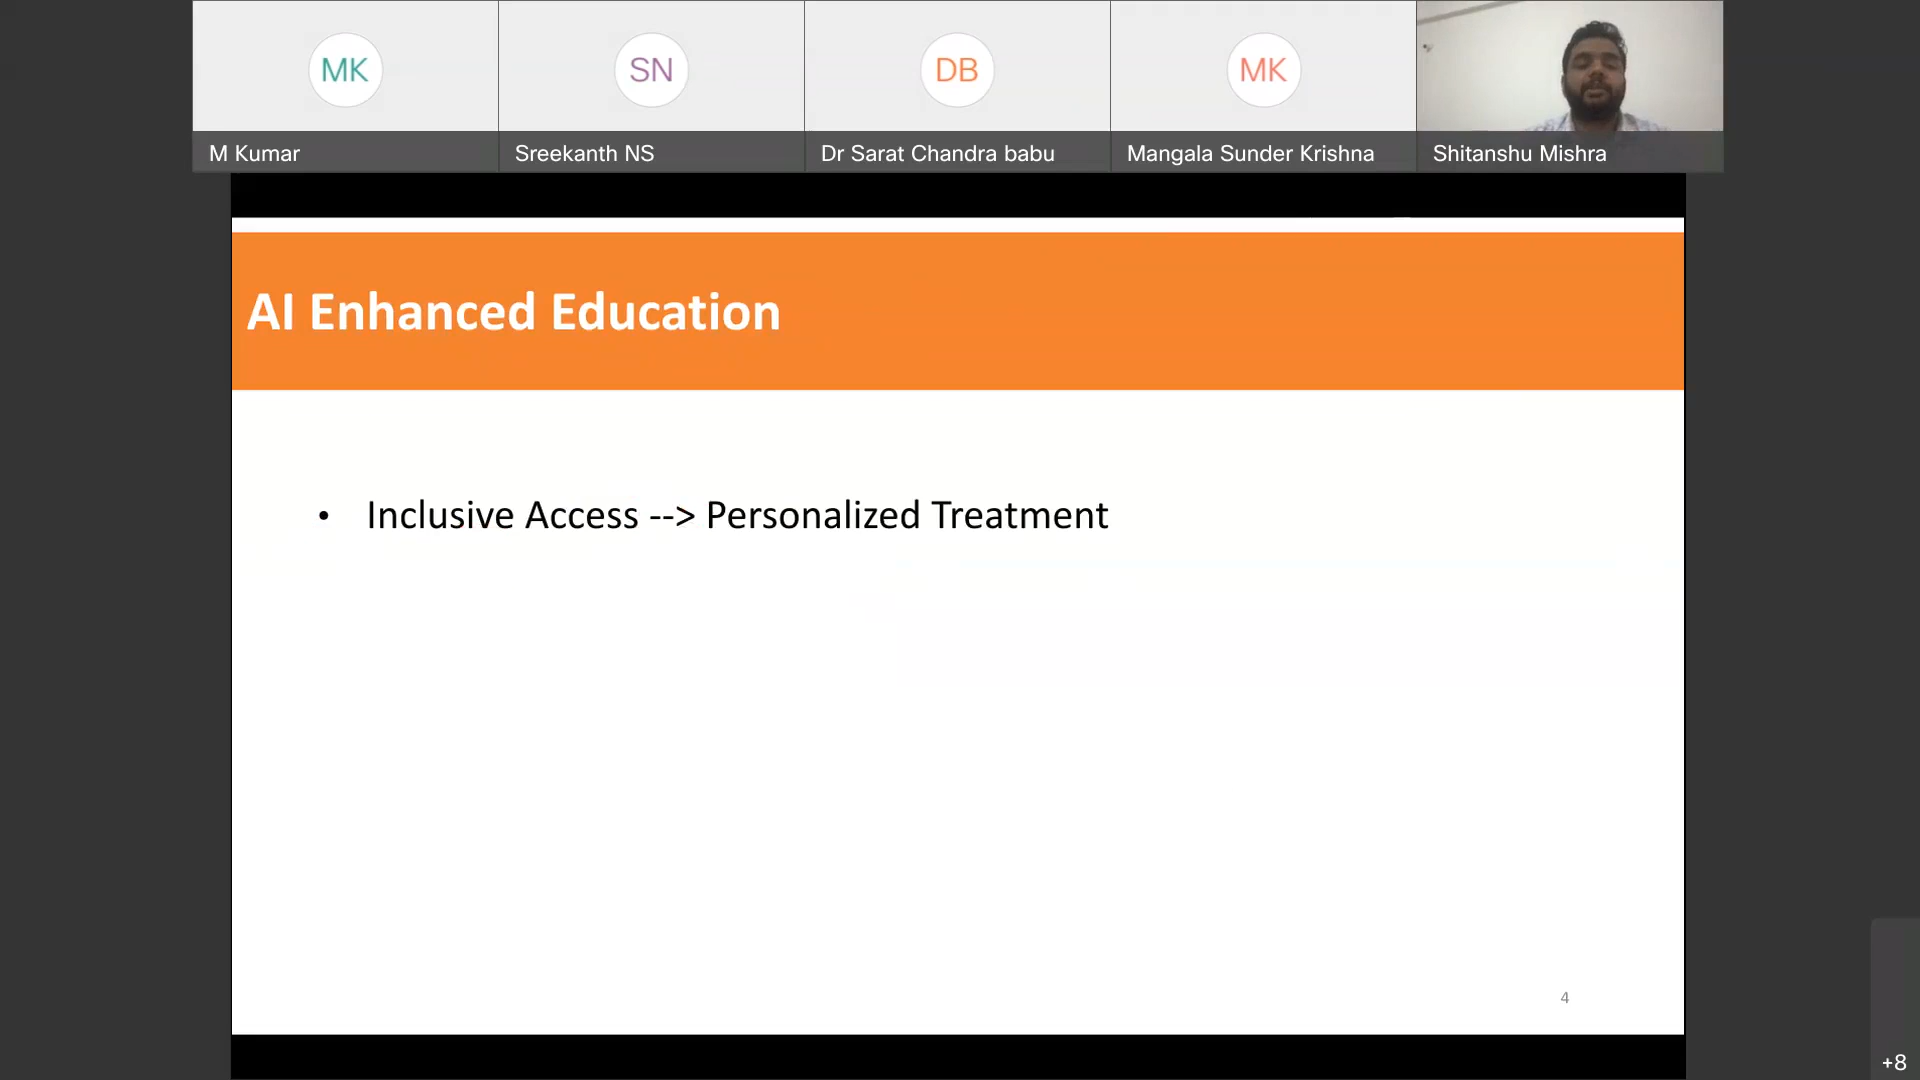 MK
SN
DB
MK
M Kumar
Sreekanth NS
Dr Sarat Chandra babu
Mangala Sunder Krishna
Shitanshu Mishra
AI Enhanced Education
• Inclusive Access --> Personalized Treatment
4
+8